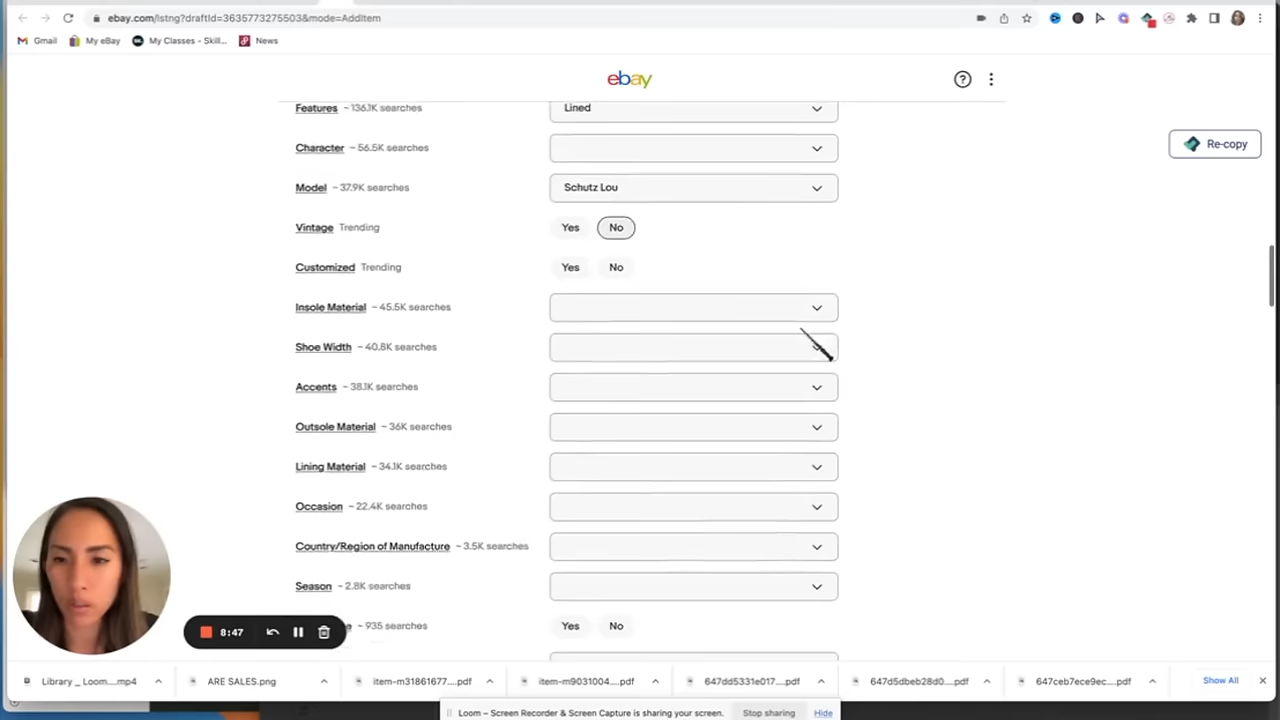 ebay.com/lstng?draftId=3635773275503&mode=AddItem
Gmail
My eBay
My Classes - Skill...
News
ebay
Features ~ 136.1K searches
Lined
Character ~ 56.5K searches
Re-copy
Model ~ 37.9K searches
Schutz Lou
Vintage Trending
Yes
No
Customized Trending
Yes
No
Insole Material ~ 45.5K searches
Shoe Width ~ 40.8K searches
Accents ~ 38.1K searches
Outsole Material ~ 36K searches
Lining Material ~ 34.1K searches
Occasion ~ 22.4K searches
Country/Region of Manufacture ~ 3.5K searches
Season ~ 2.8K searches
~ 935 searches
Yes
No
8:47
Library _ Loom....mp4
ARE SALES.png
item-m31861677....pdf
item-m9031004....pdf
647dd5331e017....pdf
647d5dbeb28d0....pdf
647ceb7ece9ec....pdf
Show All
Loom – Screen Recorder & Screen Capture is sharing your screen.
Stop sharing
Hide